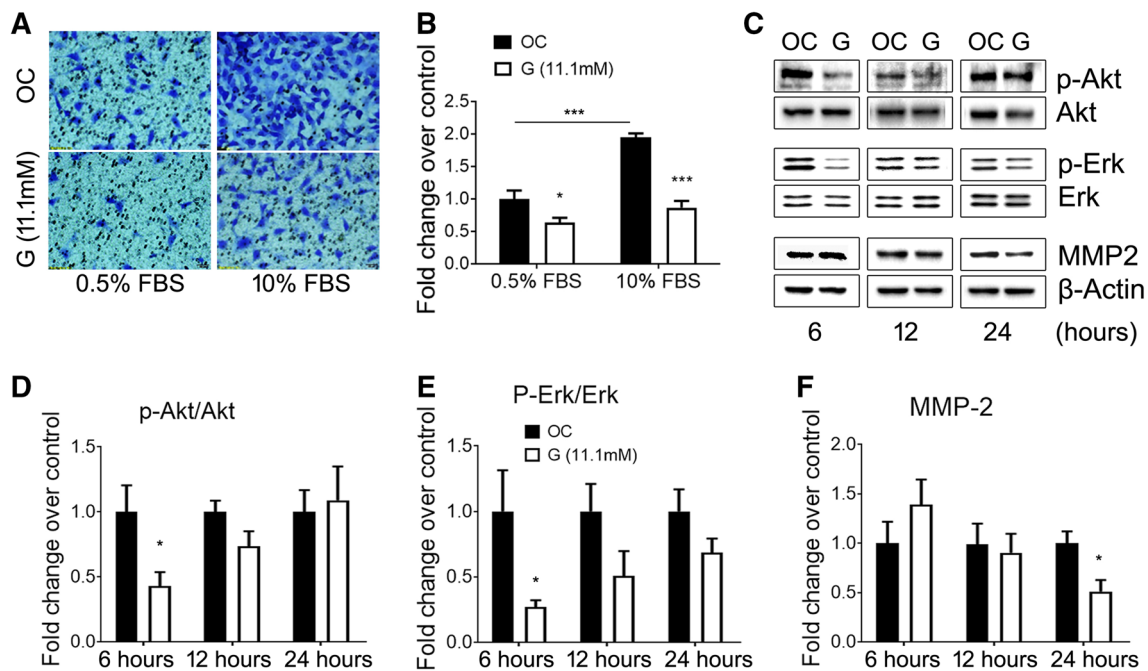 A
OC
G (11.1mM)
0.5% FBS
10% FBS
B
OC
G (11.1mM)
Fold change over control
2.5
2.0
1.5
1.0
0.5
0.0
***
*
***
0.5% FBS
10% FBS
C
OC G OC G OC G
p-Akt
Akt
p-Erk
Erk
MMP2
β-Actin
6 12 24 (hours)
D
p-Akt/Akt
Fold change over control
1.5
1.0
0.5
0.0
*
6 hours 12 hours 24 hours
E
P-Erk/Erk
OC
G (11.1mM)
Fold change over control
1.5
1.0
0.5
0.0
*
6 hours 12 hours 24 hours
F
MMP-2
Fold change over control
2.0
1.5
1.0
0.5
0.0
*
6 hours 12 hours 24 hours